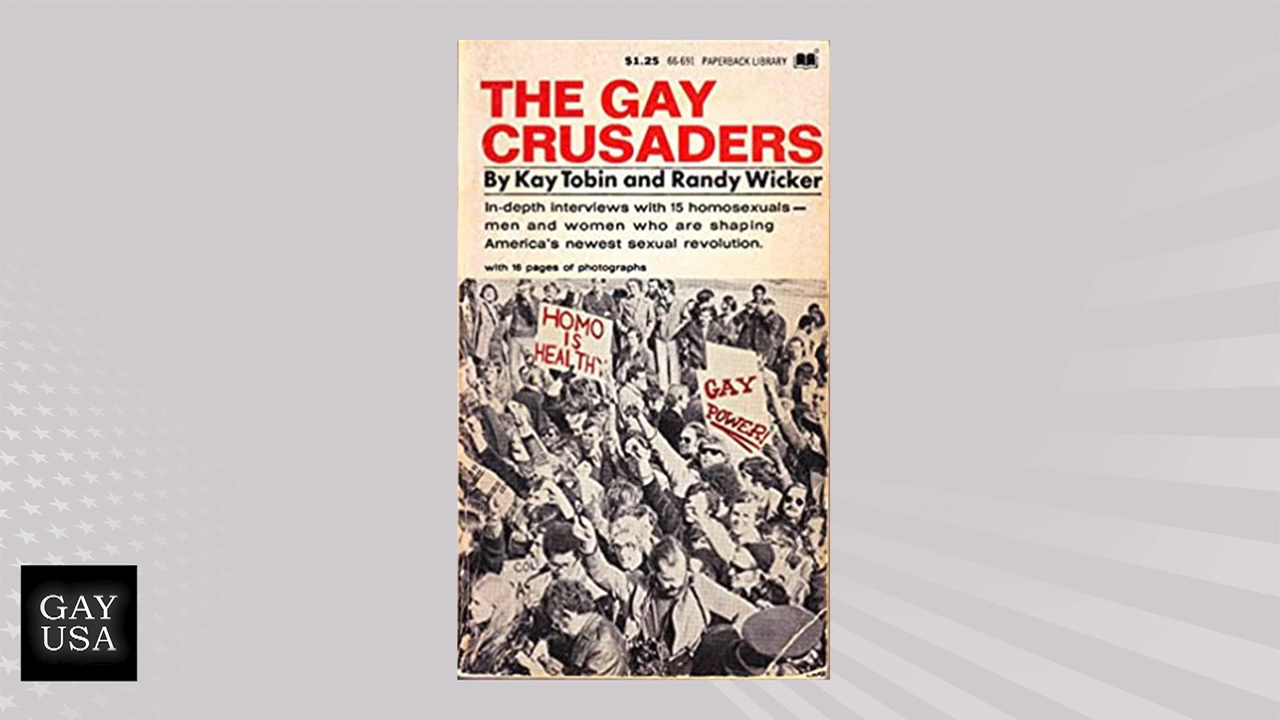 $1.25 66-691 PAPERBACK LIBRARY
THE GAY
CRUSADERS
By Kay Tobin and Randy Wicker
In-depth interviews with 15 homosexuals—
men and women who are shaping
America's newest sexual revolution.
with 16 pages of photographs
HOMO
IS
HEALTHY
GAY
POWER!
GAY
USA